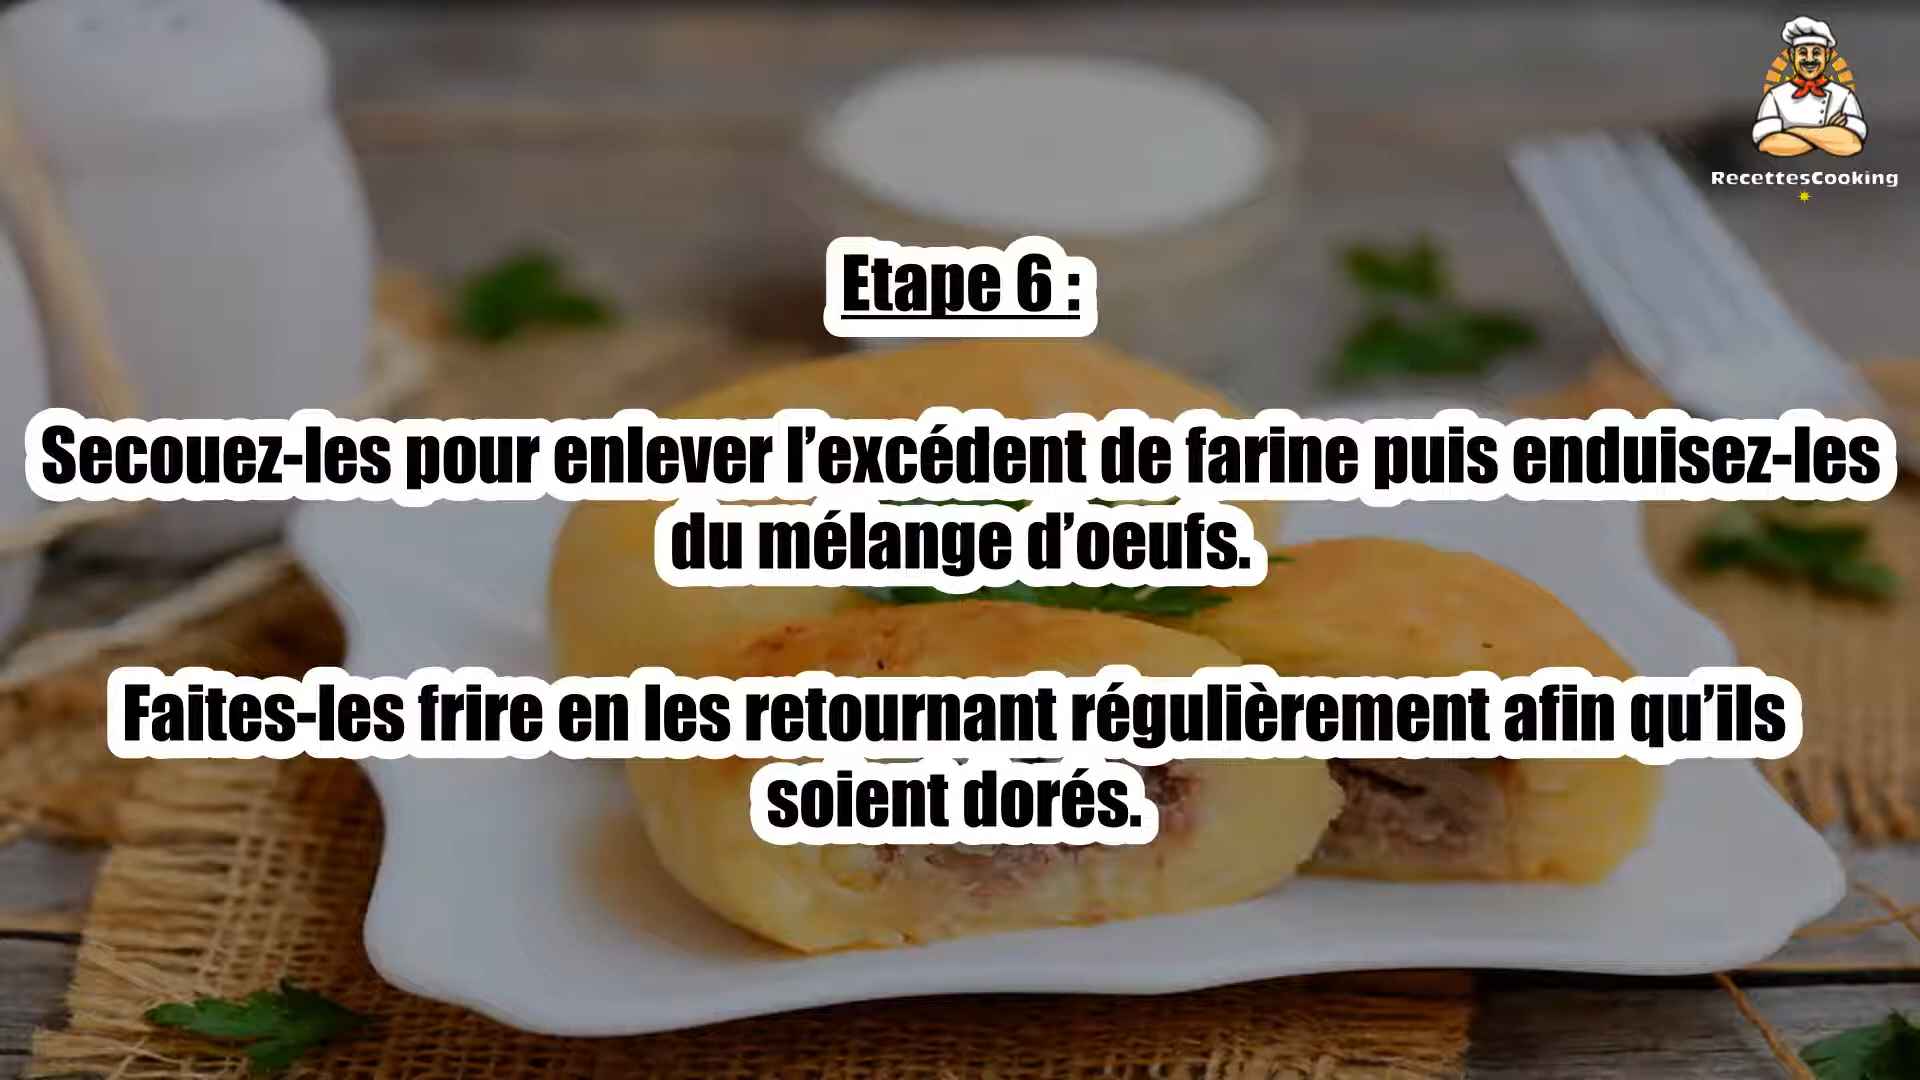 RecettesCooking
Etape 6 :
Secouez-les pour enlever l’excédent de farine puis enduisez-les
du mélange d’oeufs.
Faites-les frire en les retournant régulièrement afin qu’ils
soient dorés.